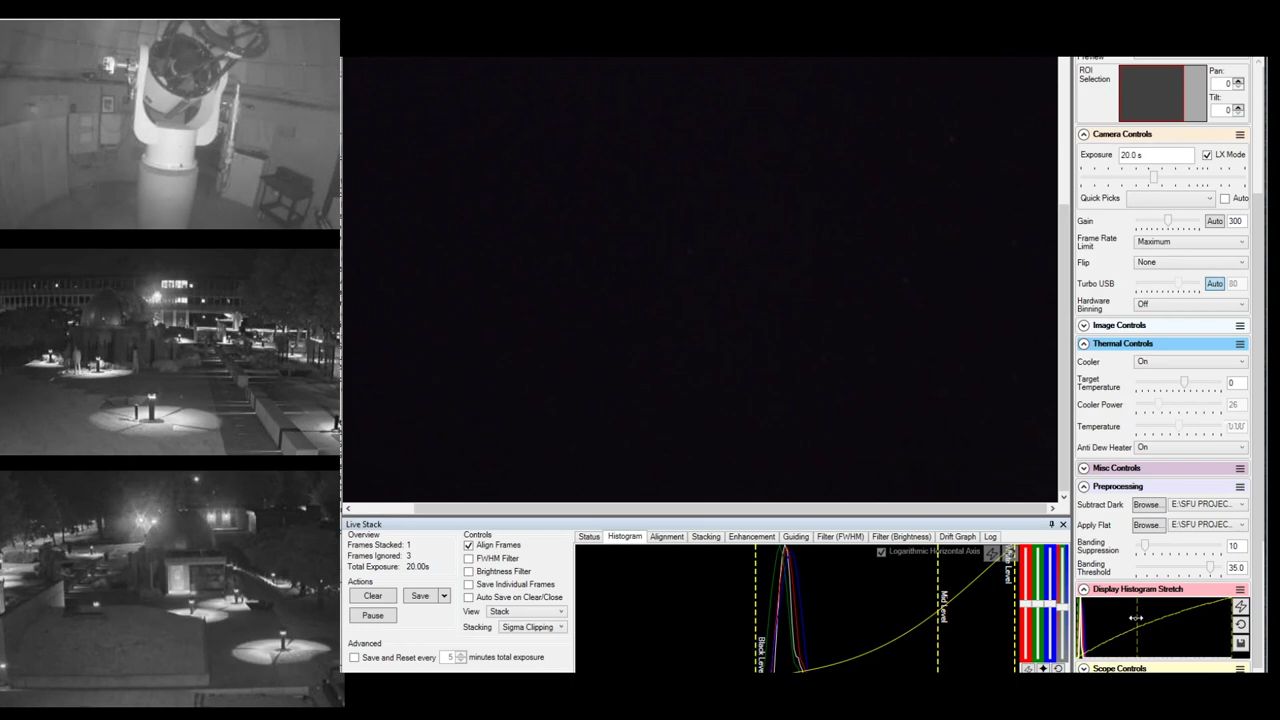 ROI Selection
Pan:
0
Tilt:
0
Camera Controls
Exposure 20.0 s LX Mode
Quick Picks Auto
Gain Auto 300
Frame Rate Limit Maximum
Flip None
Turbo USB Auto 80
Hardware Binning Off
Image Controls
Thermal Controls
Cooler On
Target Temperature 0
Cooler Power 26
Temperature
Anti Dew Heater On
Misc Controls
Preprocessing
Subtract Dark Browse... E:\SFU PROJEC...
Apply Flat Browse... E:\SFU PROJEC...
Banding Suppression 10
Banding Threshold 35.0
Display Histogram Stretch
Scope Controls
Live Stack
Overview
Frames Stacked: 1
Frames Ignored: 3
Total Exposure: 20.00s
Actions
Clear Save
Pause
Advanced
Save and Reset every 5 minutes total exposure
Controls
Align Frames
FWHM Filter
Brightness Filter
Save Individual Frames
Auto Save on Clear/Close
View Stack
Stacking Sigma Clipping
Status Histogram Alignment Stacking Enhancement Guiding Filter (FWHM) Filter (Brightness) Drift Graph Log
Logarithmic Horizontal Axis
Black Level
Mid Level
Level